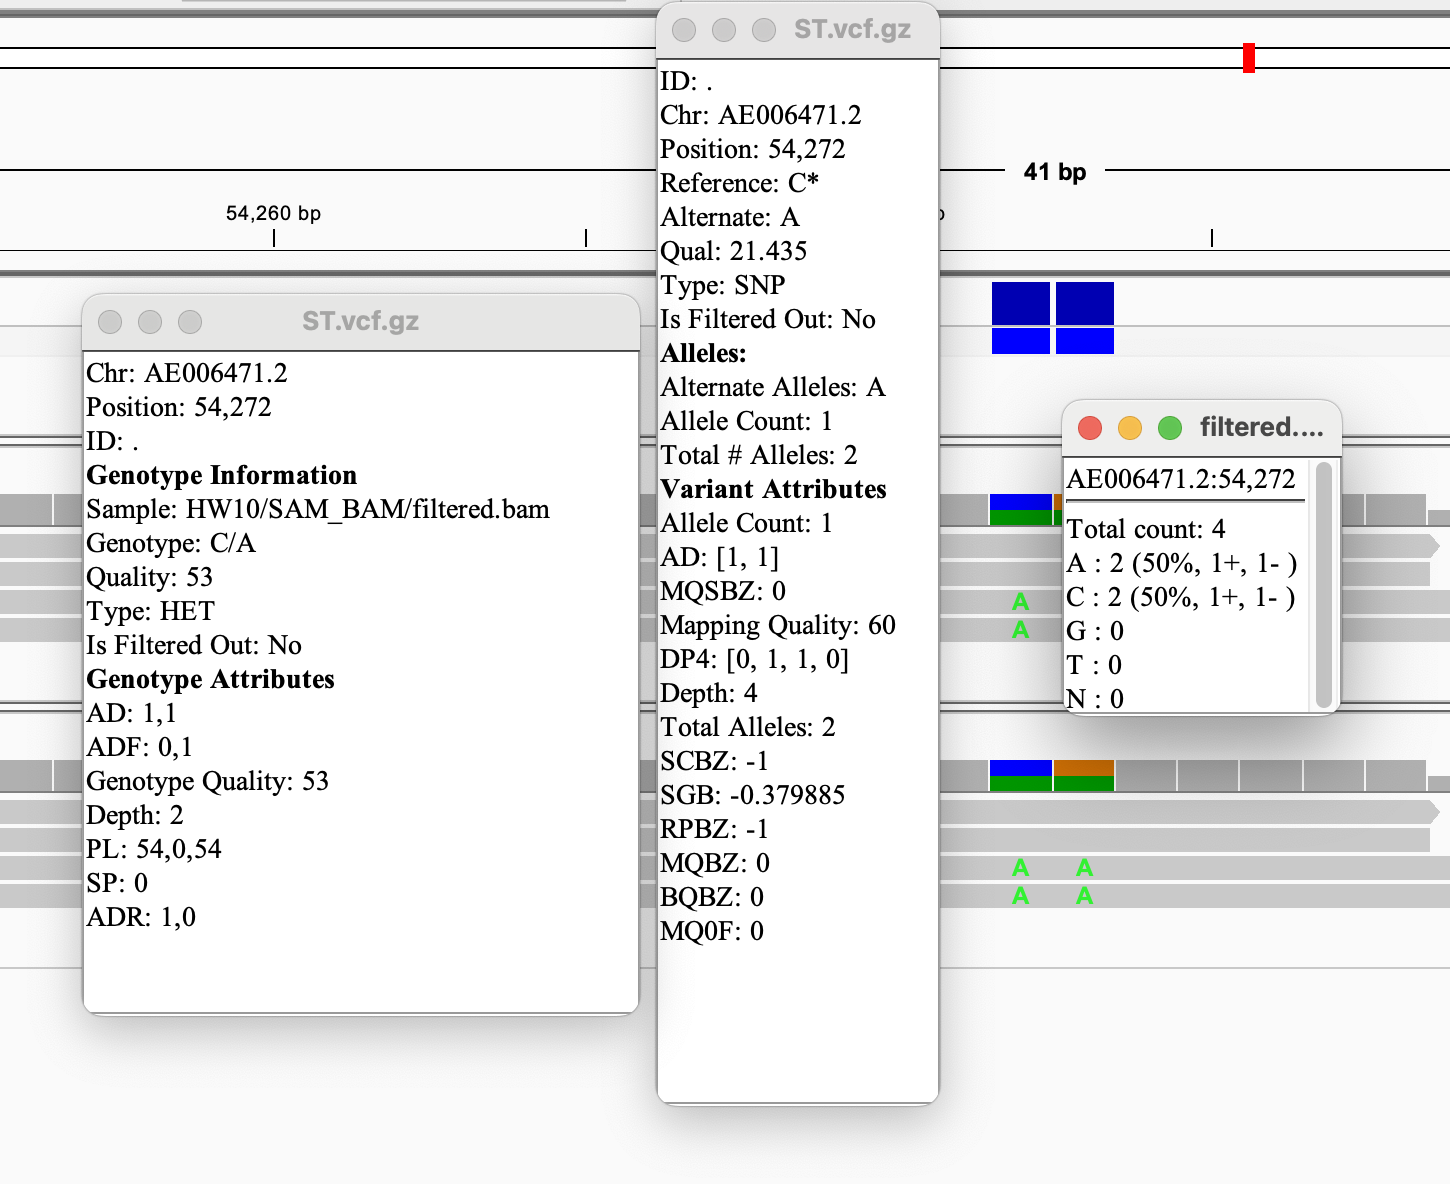 ST.vcf.gz
ID: .
Chr: AE006471.2
Position: 54,272
Reference: C*
Alternate: A
Qual: 21.435
Type: SNP
Is Filtered Out: No
Alleles:
Alternate Alleles: A
Allele Count: 1
Total # Alleles: 2
Variant Attributes
Allele Count: 1
AD: [1, 1]
MQSBZ: 0
Mapping Quality: 60
DP4: [0, 1, 1, 0]
Depth: 4
Total Alleles: 2
SCBZ: -1
SGB: -0.379885
RPBZ: -1
MQBZ: 0
BQBZ: 0
MQ0F: 0
41 bp
54,260 bp
ST.vcf.gz
Chr: AE006471.2
Position: 54,272
ID: .
Genotype Information
Sample: HW10/SAM_BAM/filtered.bam
Genotype: C/A
Quality: 53
Type: HET
Is Filtered Out: No
Genotype Attributes
AD: 1,1
ADF: 0,1
Genotype Quality: 53
Depth: 2
PL: 54,0,54
SP: 0
ADR: 1,0
filtered....
AE006471.2:54,272
Total count: 4
A : 2 (50%, 1+, 1- )
C : 2 (50%, 1+, 1- )
G : 0
T : 0
N : 0
A
A
A A
A A